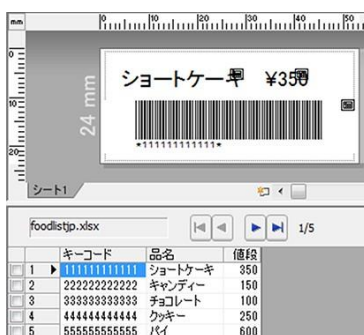 mm
0 10 20 30 40 50
0
10
20
24 mm
ショートケーキ ¥350
*111111111111*
シート1
foodlistjp.xlsx
1/5
キーコード 品名 値段
1 111111111111 ショートケーキ 350
2 222222222222 キャンディー 150
3 333333333333 チョコレート 100
4 444444444444 クッキー 250
5 555555555555 パイ 600